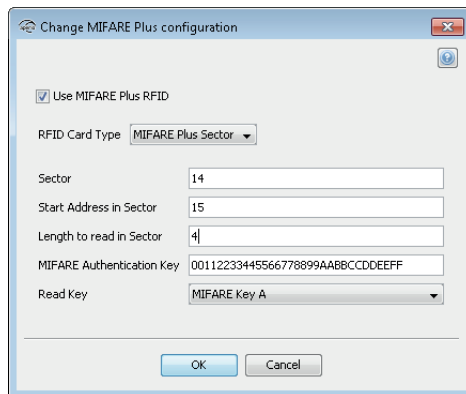 Change MIFARE Plus configuration
Use MIFARE Plus RFID
RFID Card Type MIFARE Plus Sector
Sector 14
Start Address in Sector 15
Length to read in Sector 4
MIFARE Authentication Key 00112233445566778899AABBCCDDEEFF
Read Key MIFARE Key A
OK Cancel